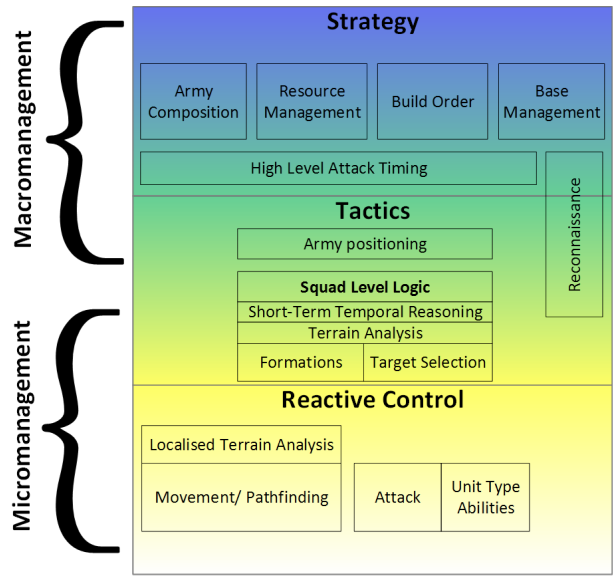 Macromanagement
Micromanagement
Strategy
Army
Composition
Resource
Management
Build Order
Base
Management
High Level Attack Timing
Reconnaissance
Tactics
Army positioning
Squad Level Logic
Short-Term Temporal Reasoning
Terrain Analysis
Formations
Target Selection
Reactive Control
Localised Terrain Analysis
Movement/ Pathfinding
Attack
Unit Type
Abilities